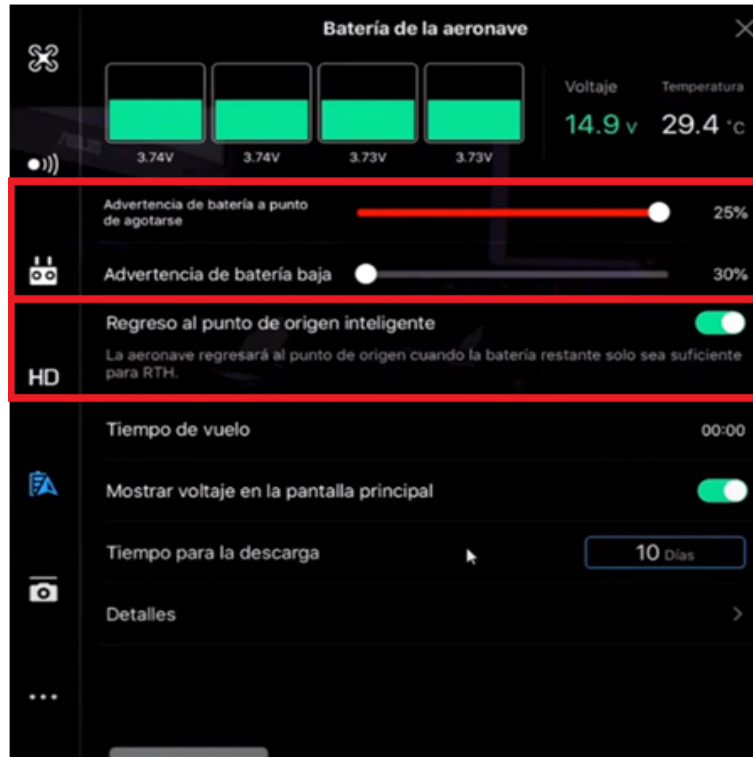 Batería de la aeronave
Voltaje
Temperatura
14.9 v
29.4 °C
3.74V 3.74V 3.73V 3.73V
Advertencia de batería a punto
de agotarse
25%
Advertencia de batería baja
30%
Regreso al punto de origen inteligente
La aeronave regresará al punto de origen cuando la batería restante solo sea suficiente
para RTH.
HD
Tiempo de vuelo
00:00
Mostrar voltaje en la pantalla principal
Tiempo para la descarga
10 Días
Detalles